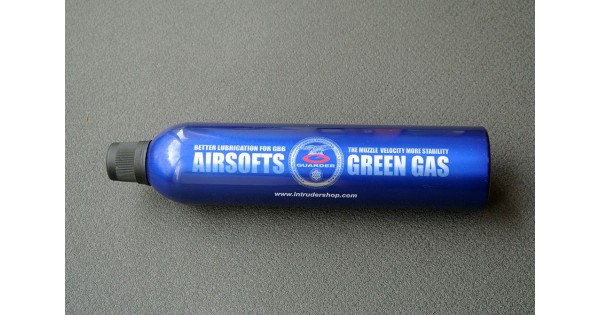 BETTER LUBRICATION FOR GBB
AIRSOFTS
GUARDER
THE MUZZLE VELOCITY MORE STABILITY
GREEN GAS
www.intrudershop.com